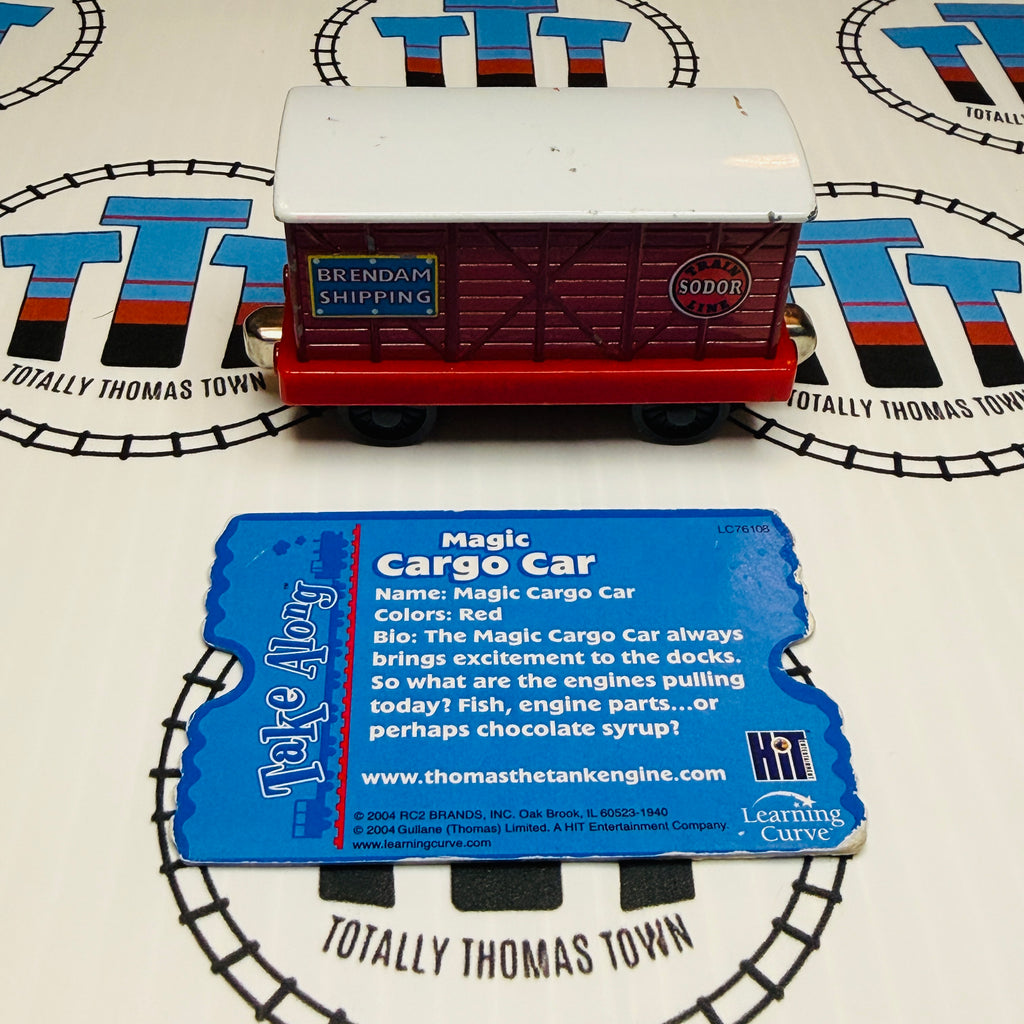 TOTALLY
TOTALLY THOMAS TOWN
BRENDAM
SHIPPING
TRAIN
SODOR
LINE
TOTALLY THOMAS TOWN
LC76108
Take Along™
Magic
Cargo Car
Name: Magic Cargo Car
Colors: Red
Bio: The Magic Cargo Car always
brings excitement to the docks.
So what are the engines pulling
today? Fish, engine parts...or
perhaps chocolate syrup?
HiT
ENTERTAINMENT
www.thomasthetankengine.com
© 2004 RC2 BRANDS, INC. Oak Brook, IL 60523-1940
© 2004 Gullane (Thomas) Limited. A HIT Entertainment Company.
www.learningcurve.com
Learning
Curve
TOTALLY THOMAS TOWN